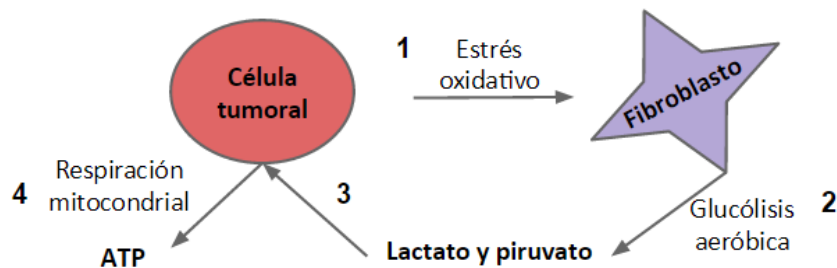 Célula
tumoral
1
Estrés
oxidativo
Fibroblasto
4
Respiración
mitocondrial
3
Glucólisis
aeróbica
2
ATP
Lactato y piruvato